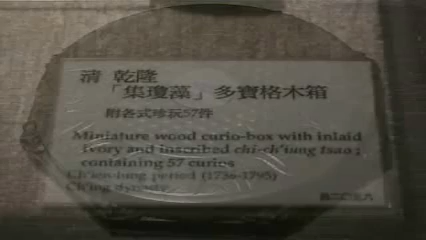 清 乾隆
「集瓊藻」多寶格木箱
附各式珍玩57件
Miniature wood curio-box with inlaid
ivory and inscribed chi-ch'iung tsao;
containing 57 curios
Ch'ien-lung period (1736-1795)
Ch'ing dynasty